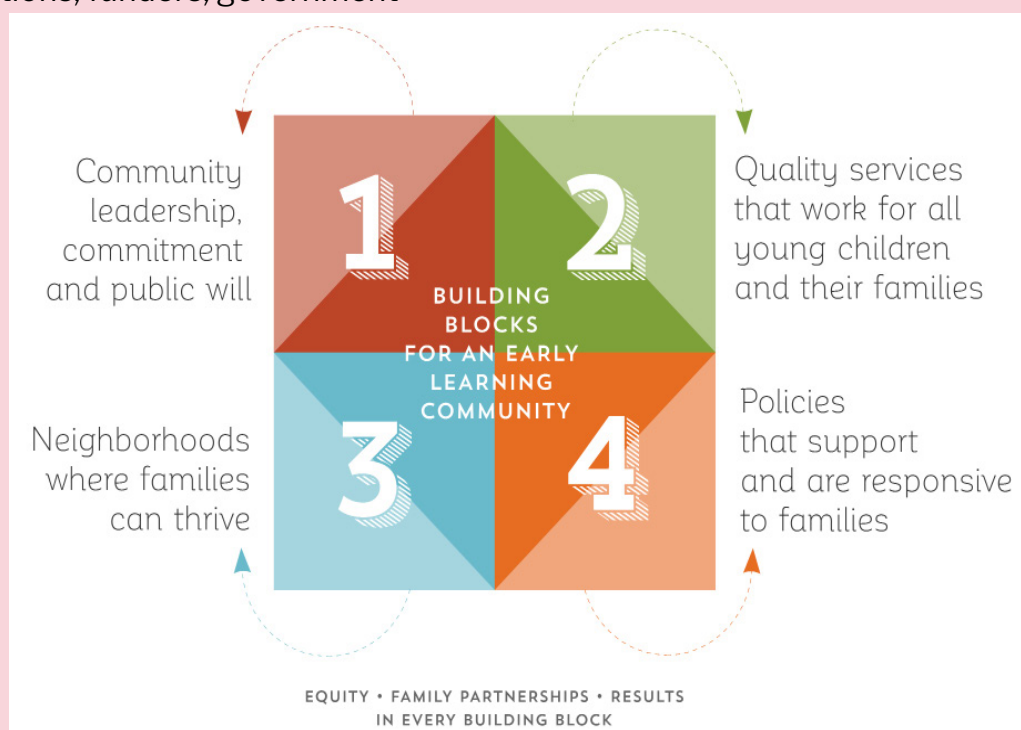 funders, government
Community
leadership,
commitment
and public will
1
2
Quality services
that work for all
young children
and their families
BUILDING
BLOCKS
FOR AN EARLY
LEARNING
COMMUNITY
Neighborhoods
where families
can thrive
3
4
Policies
that support
and are responsive
to families
EQUITY • FAMILY PARTNERSHIPS • RESULTS
IN EVERY BUILDING BLOCK